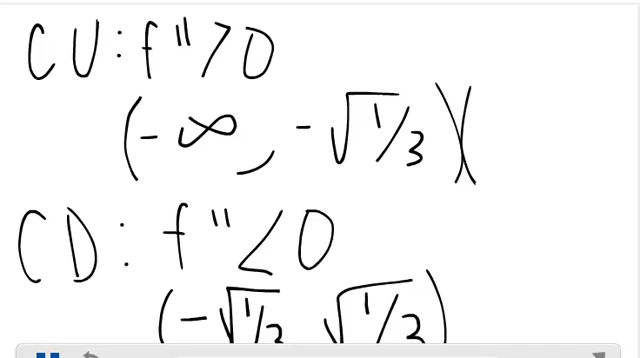 CU: f"> 0
(-∞, -√1/3)(
CD: f"< 0
(-√1/3 √1/3)